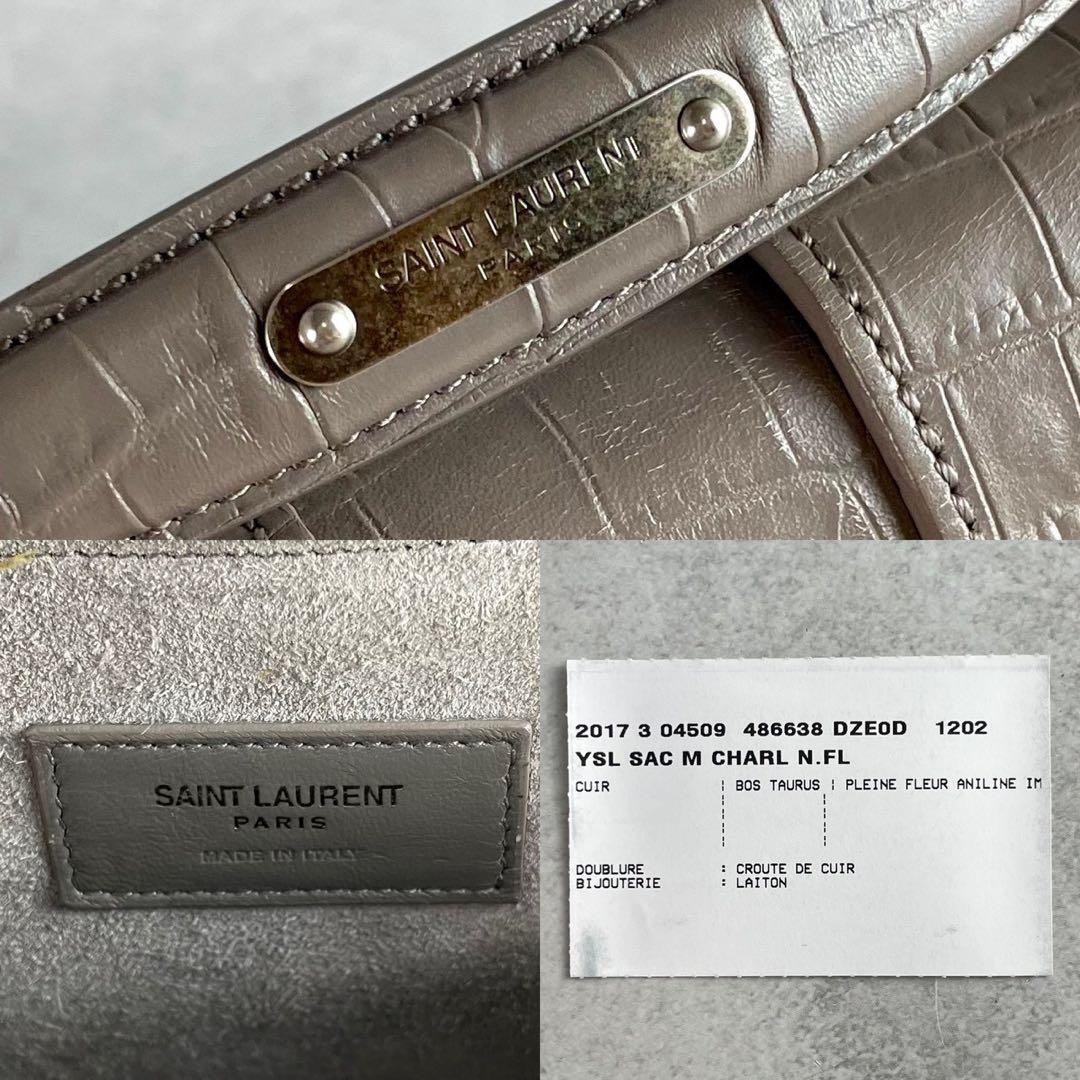 SAINT LAURENT
PARIS
SAINT LAURENT
PARIS
MADE IN ITALY
2017 3 04509 486638 DZE0D 1202
YSL SAC M CHARL N.FL
CUIR ¦ BOS TAURUS ¦ PLEINE FLEUR ANILINE IM
DOUBLURE : CROUTE DE CUIR
BIJOUTERIE : LAITON